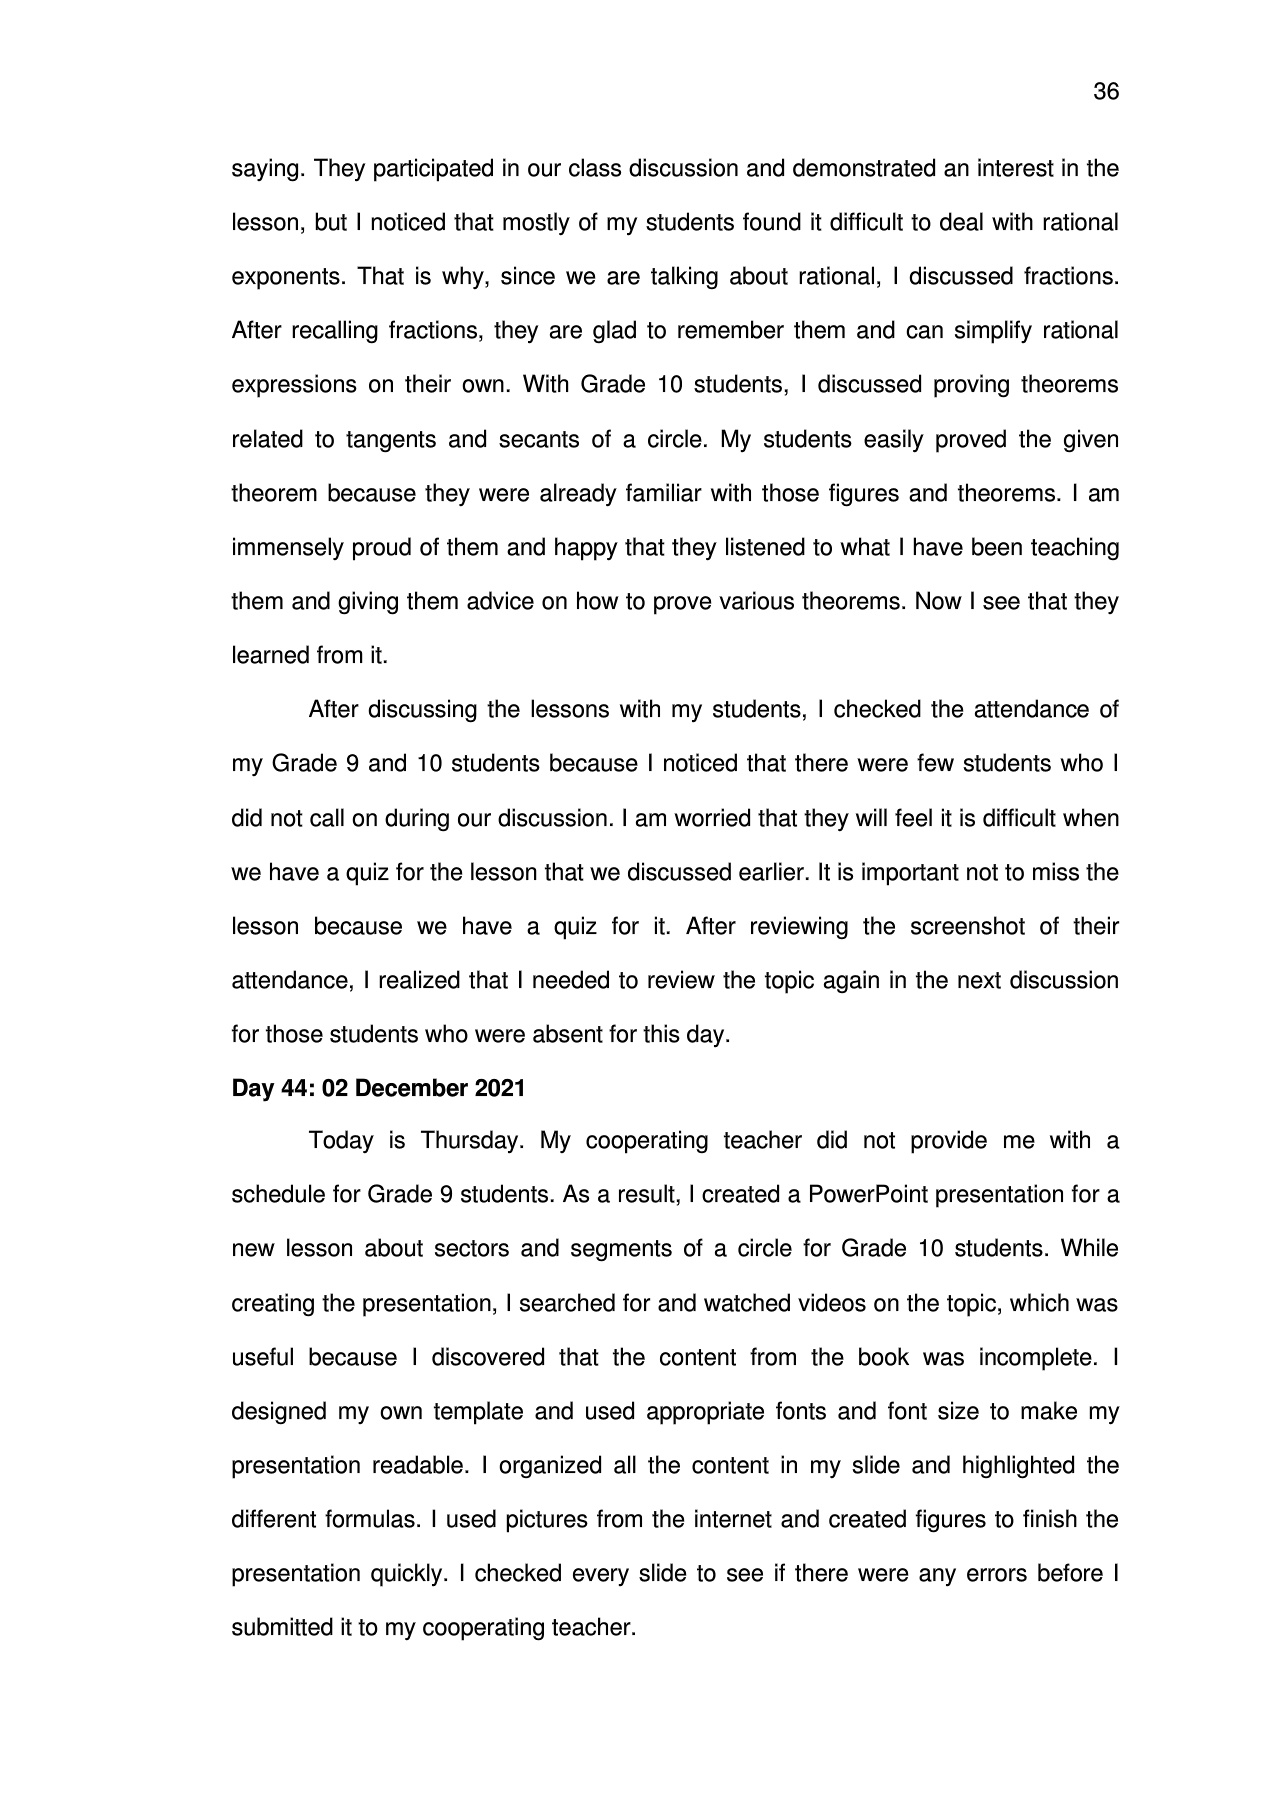 36
saying. They participated in our class discussion and demonstrated an interest in the
lesson, but I noticed that mostly of my students found it difficult to deal with rational
exponents. That is why, since we are talking about rational, I discussed fractions.
After recalling fractions, they are glad to remember them and can simplify rational
expressions on their own. With Grade 10 students, I discussed proving theorems
related to tangents and secants of a circle. My students easily proved the given
theorem because they were already familiar with those figures and theorems. I am
immensely proud of them and happy that they listened to what I have been teaching
them and giving them advice on how to prove various theorems. Now I see that they
learned from it.
After discussing the lessons with my students, I checked the attendance of
my Grade 9 and 10 students because I noticed that there were few students who I
did not call on during our discussion. I am worried that they will feel it is difficult when
we have a quiz for the lesson that we discussed earlier. It is important not to miss the
lesson because we have a quiz for it. After reviewing the screenshot of their
attendance, I realized that I needed to review the topic again in the next discussion
for those students who were absent for this day.
Day 44: 02 December 2021
Today is Thursday. My cooperating teacher did not provide me with a
schedule for Grade 9 students. As a result, I created a PowerPoint presentation for a
new lesson about sectors and segments of a circle for Grade 10 students. While
creating the presentation, I searched for and watched videos on the topic, which was
useful because I discovered that the content from the book was incomplete. I
designed my own template and used appropriate fonts and font size to make my
presentation readable. I organized all the content in my slide and highlighted the
different formulas. I used pictures from the internet and created figures to finish the
presentation quickly. I checked every slide to see if there were any errors before I
submitted it to my cooperating teacher.